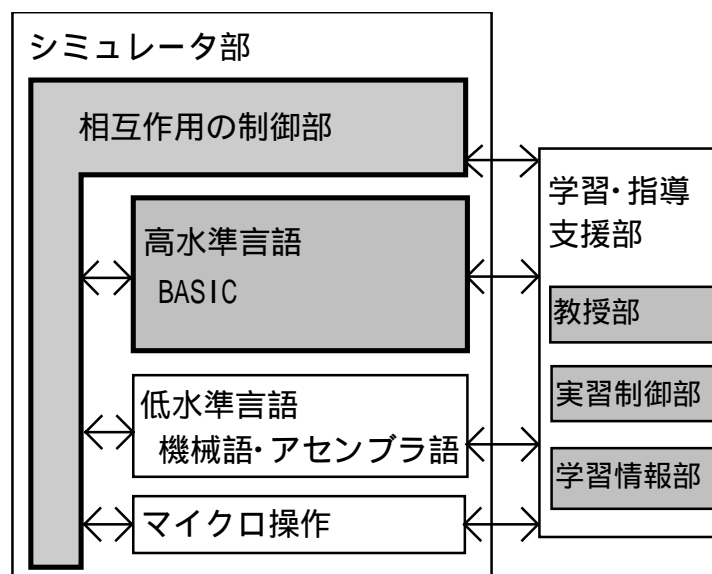 シミュレータ部
相互作用の制御部
高水準言語
BASIC
低水準言語
機械語・アセンブラ語
マイクロ操作
学習・指導
支援部
教授部
実習制御部
学習情報部